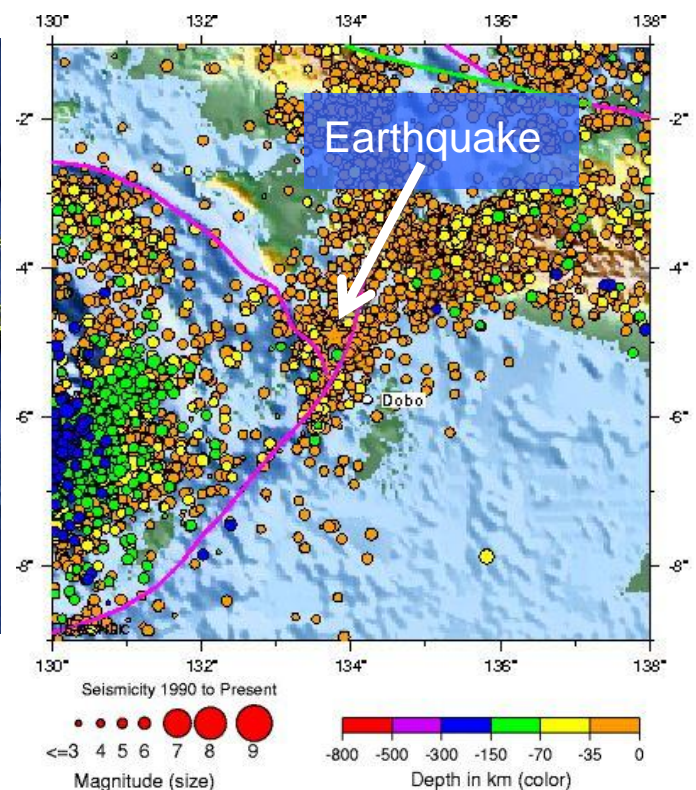 130° 132° 134° 136° 138°
-2° -2°
Earthquake
-4° -4°
Dobo
-6° -6°
-8° -8°
130° 132° 134° 136° 138°
Seismicity 1990 to Present
<=3 4 5 6 7 8 9
Magnitude (size)
-800 -500 -300 -150 -70 -35 0
Depth in km (color)